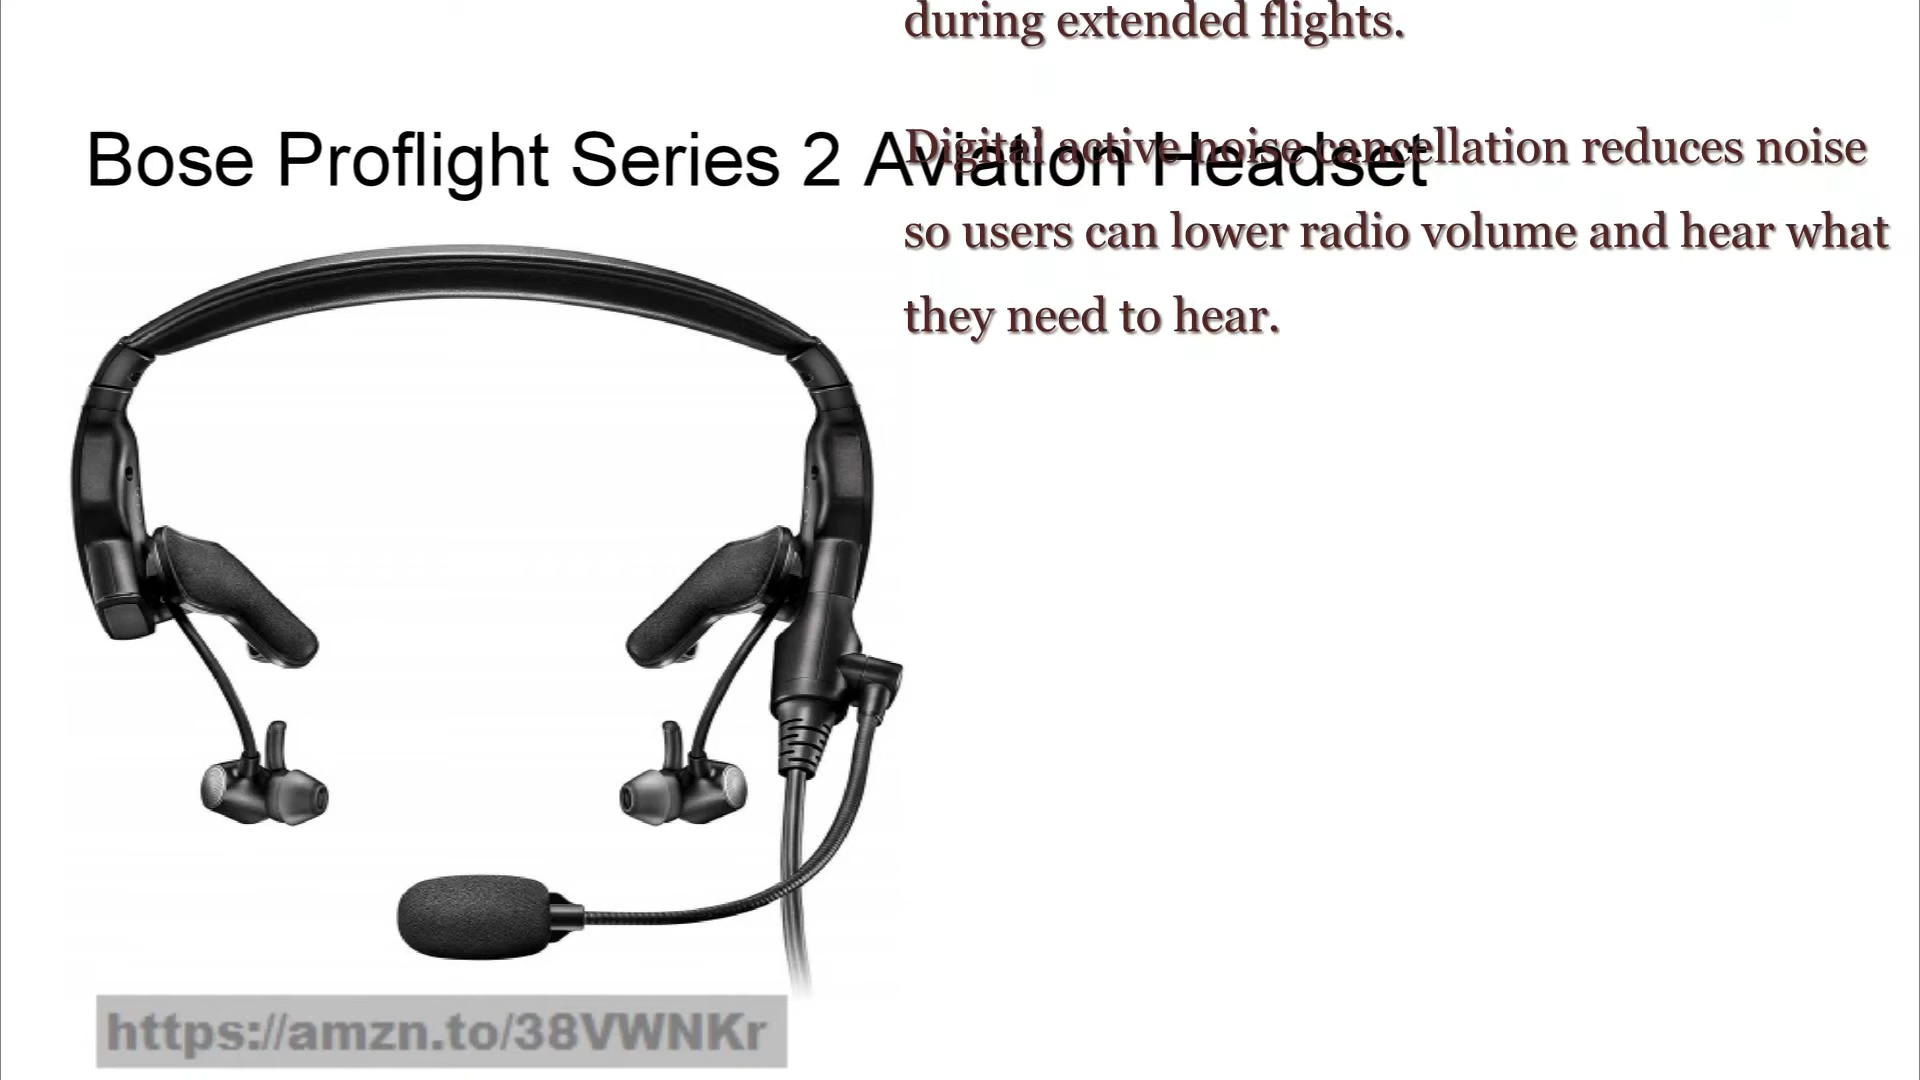 during extended flights.
Bose Proflight Series 2 Aviation Headset
Digital active noise cancellation reduces noise
so users can lower radio volume and hear what
they need to hear.
https://amzn.to/38VWNKr